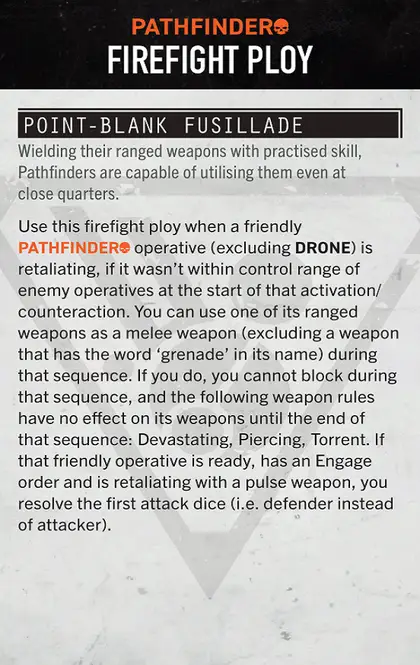 PATHFINDER
FIREFIGHT PLOY
POINT-BLANK FUSILLADE
Wielding their ranged weapons with practised skill,
Pathfinders are capable of utilising them even at
close quarters.
Use this firefight ploy when a friendly
PATHFINDER operative (excluding DRONE) is
retaliating, if it wasn’t within control range of
enemy operatives at the start of that activation/
counteraction. You can use one of its ranged
weapons as a melee weapon (excluding a weapon
that has the word ‘grenade’ in its name) during
that sequence. If you do, you cannot block during
that sequence, and the following weapon rules
have no effect on its weapons until the end of
that sequence: Devastating, Piercing, Torrent. If
that friendly operative is ready, has an Engage
order and is retaliating with a pulse weapon, you
resolve the first attack dice (i.e. defender instead
of attacker).